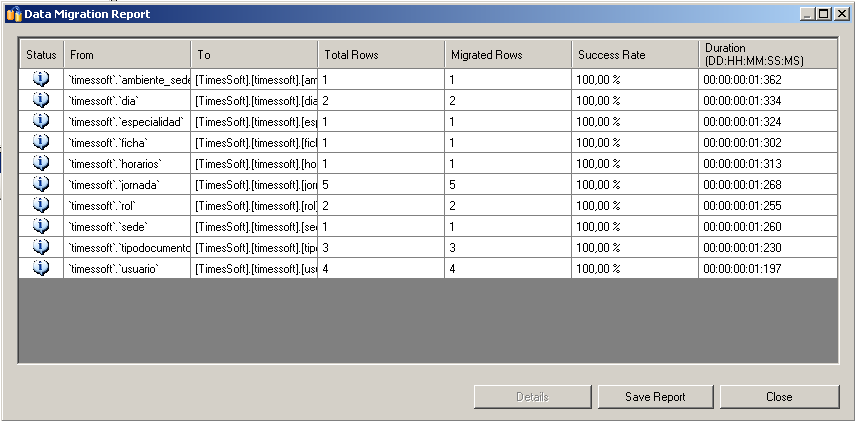 Data Migration Report
Status From To Total Rows Migrated Rows Success Rate Duration (DD:HH:MM:SS:MS)
`timessoft`.`ambiente_sede [TimesSoft].[timessoft].[am 1 1 100,00 % 00:00:00:01:362
`timessoft`.`dia` [TimesSoft].[timessoft].[dia 2 2 100,00 % 00:00:00:01:334
`timessoft`.`especialidad` [TimesSoft].[timessoft].[esp 1 1 100,00 % 00:00:00:01:324
`timessoft`.`ficha` [TimesSoft].[timessoft].[fich 1 1 100,00 % 00:00:00:01:302
`timessoft`.`horarios` [TimesSoft].[timessoft].[ho 1 1 100,00 % 00:00:00:01:313
`timessoft`.`jornada` [TimesSoft].[timessoft].[jorn 5 5 100,00 % 00:00:00:01:268
`timessoft`.`rol` [TimesSoft].[timessoft].[rol] 2 2 100,00 % 00:00:00:01:255
`timessoft`.`sede` [TimesSoft].[timessoft].[sed 1 1 100,00 % 00:00:00:01:260
`timessoft`.`tipodocumento [TimesSoft].[timessoft].[tipo 3 3 100,00 % 00:00:00:01:230
`timessoft`.`usuario` [TimesSoft].[timessoft].[usu 4 4 100,00 % 00:00:00:01:197
Details Save Report Close